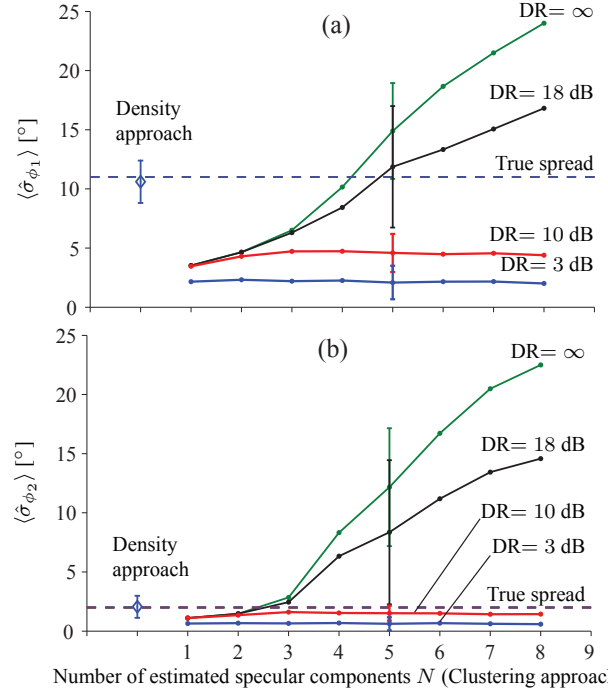 DR= ∞
(a)
25
20
15
10
5
0
⟨σ̂ϕ1⟩ [°]
Density
approach
DR= 18 dB
True spread
DR= 10 dB
DR= 3 dB
(b)
25
20
15
10
5
0
⟨σ̂ϕ2⟩ [°]
DR= ∞
DR= 18 dB
DR= 10 dB
DR= 3 dB
Density
approach
True spread
1 2 3 4 5 6 7 8 9
Number of estimated specular components N (Clustering approac